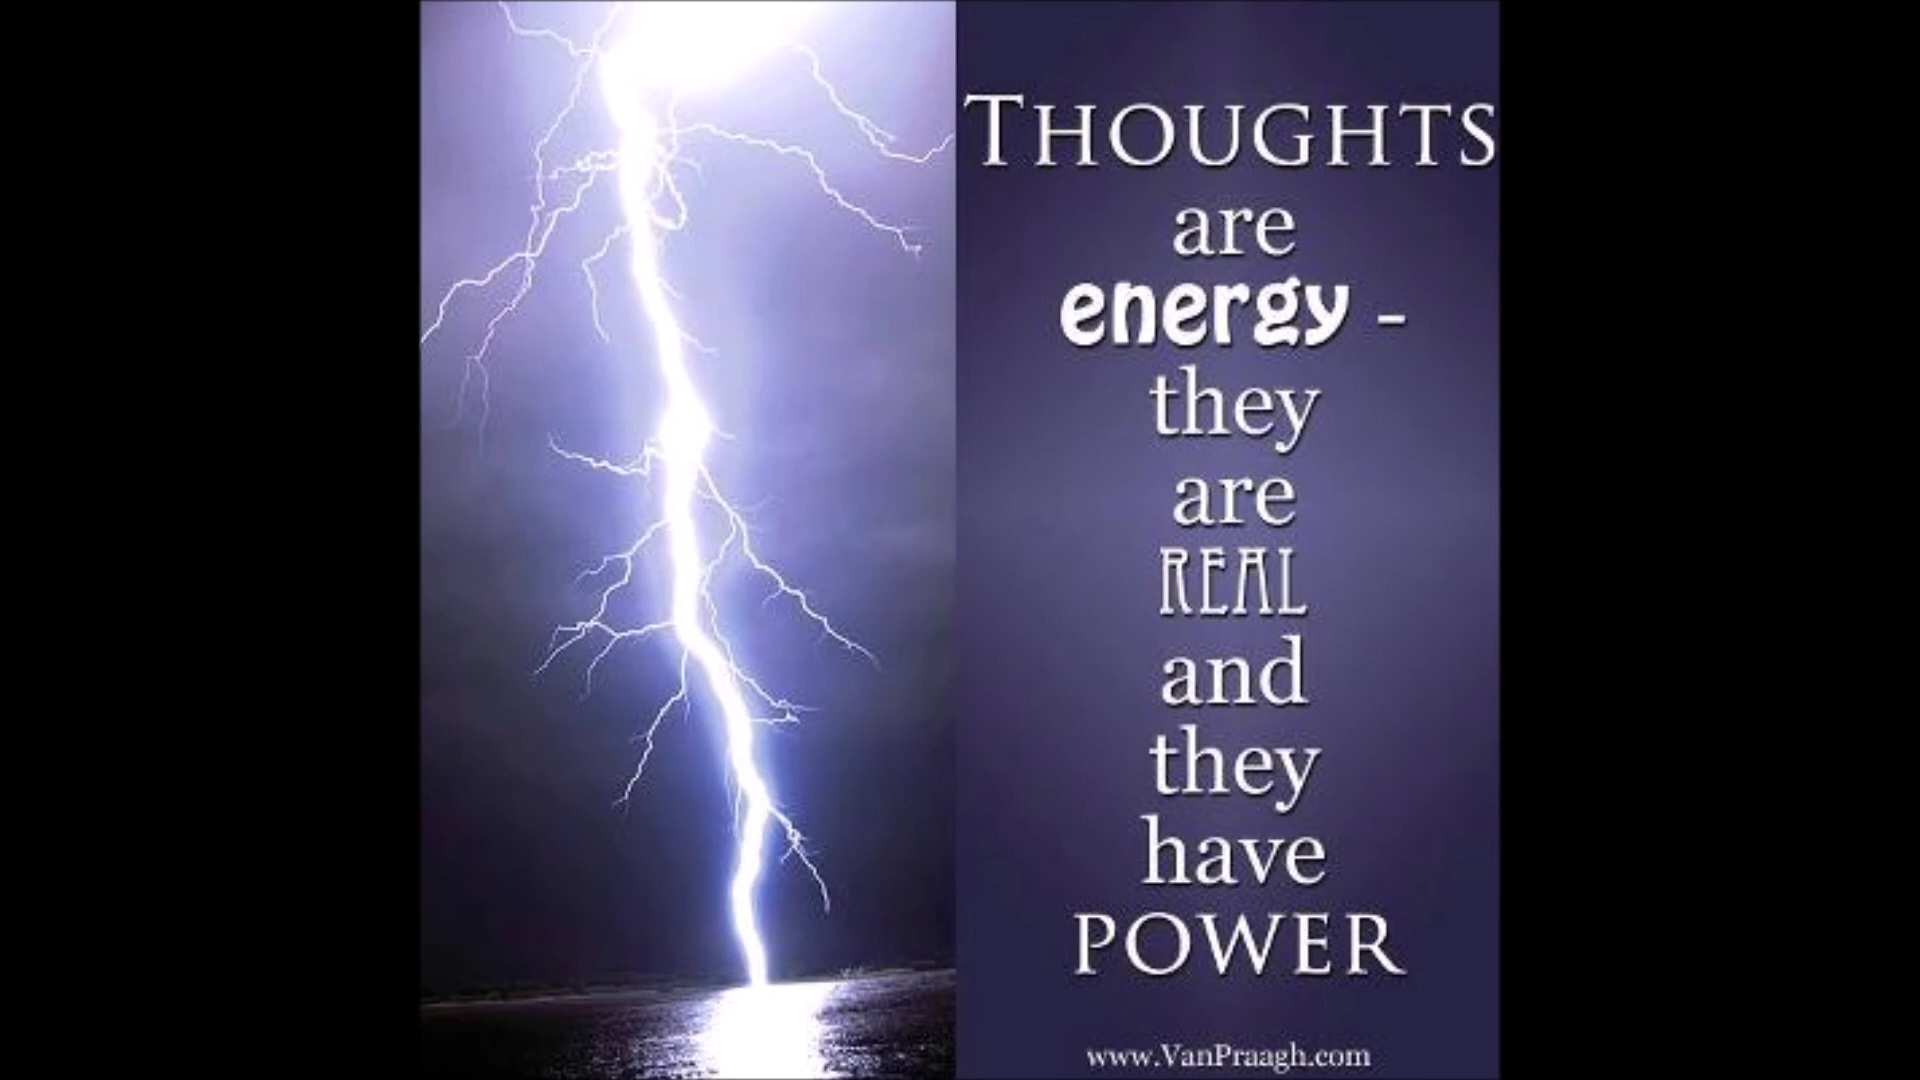 THOUGHTS
are
energy -
they
are
REAL
and
they
have
POWER
www.VanPraagh.com